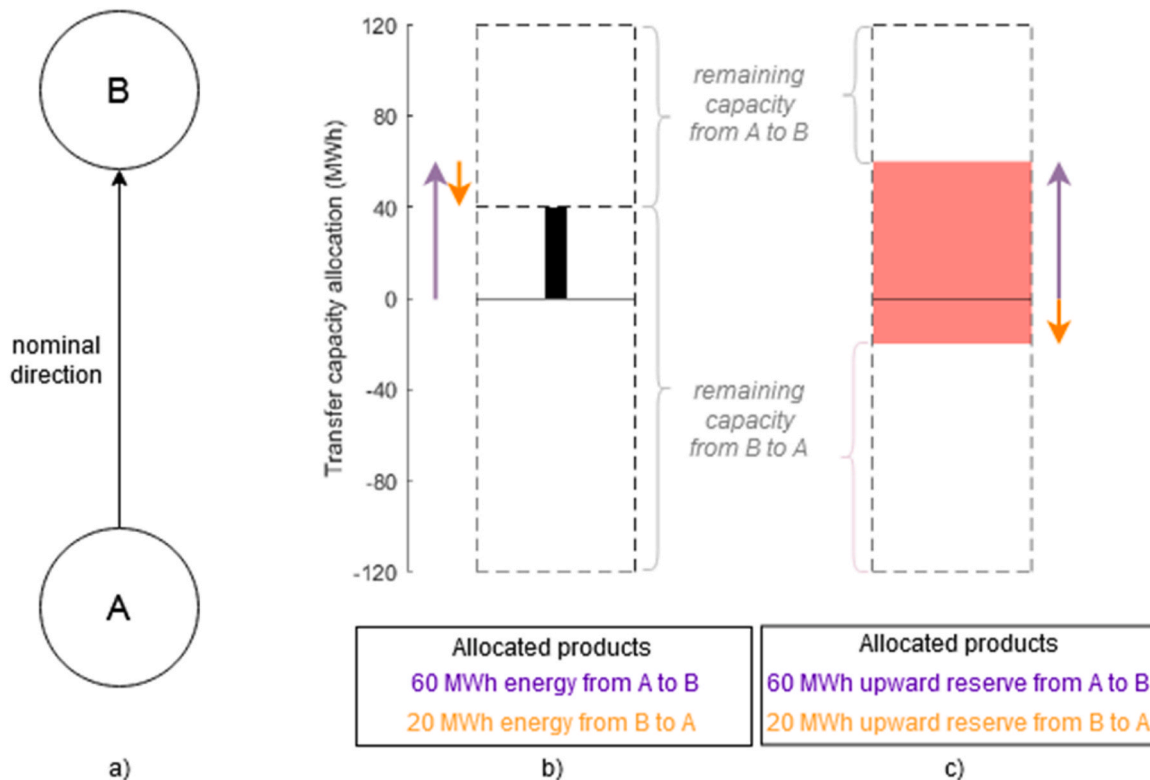 B
nominal
direction
A
a)
Transfer capacity allocation (MWh)
120
80
40
0
-40
-80
-120
remaining
capacity
from A to B
remaining
capacity
from B to A
Allocated products
60 MWh energy from A to B
20 MWh energy from B to A
b)
Allocated products
60 MWh upward reserve from A to B
20 MWh upward reserve from B to A
c)